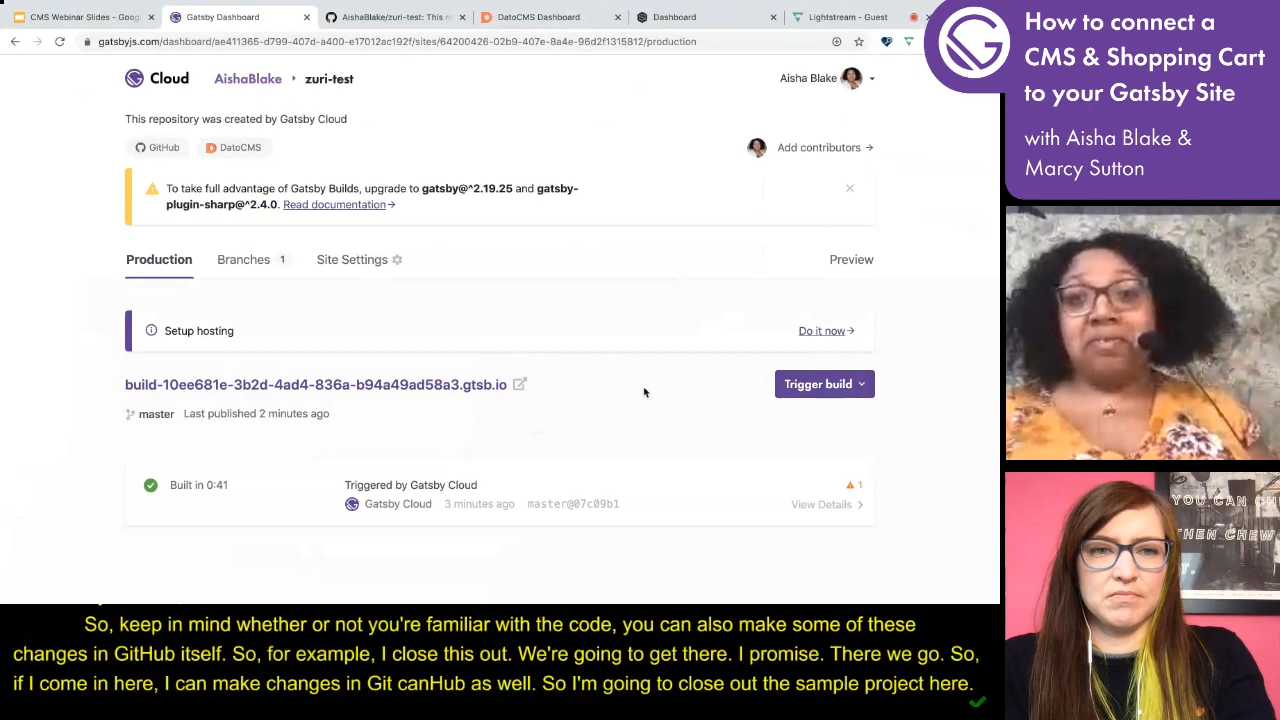 CMS Webinar Slides - Goog
Gatsby Dashboard
AishaBlake/zuri-test: This re
DatoCMS Dashboard
Dashboard
Lightstream - Guest
gatsbyjs.com/dashboard/ae411365-d799-407d-a400-e17012ac192f/sites/64200426-02b9-407e-8a4e-96d2f1315812/production
Cloud
AishaBlake
zuri-test
Aisha Blake
This repository was created by Gatsby Cloud
GitHub
DatoCMS
Add contributors →
To take full advantage of Gatsby Builds, upgrade to gatsby@^2.19.25 and gatsby-
plugin-sharp@^2.4.0. Read documentation→
Production
Branches 1
Site Settings
Preview
Setup hosting
Do it now→
build-10ee681e-3b2d-4ad4-836a-b94a49ad58a3.gtsb.io
Trigger build
master Last published 2 minutes ago
Built in 0:41
Triggered by Gatsby Cloud
1
Gatsby Cloud 3 minutes ago master@07c09b1
View Details
How to connect a
CMS & Shopping Cart
to your Gatsby Site
with Aisha Blake &
Marcy Sutton
YOU CAN
THEN CHEW
So, keep in mind whether or not you're familiar with the code, you can also make some of these
changes in GitHub itself. So, for example, I close this out. We're going to get there. I promise. There we go. So,
if I come in here, I can make changes in Git canHub as well. So I'm going to close out the sample project here.